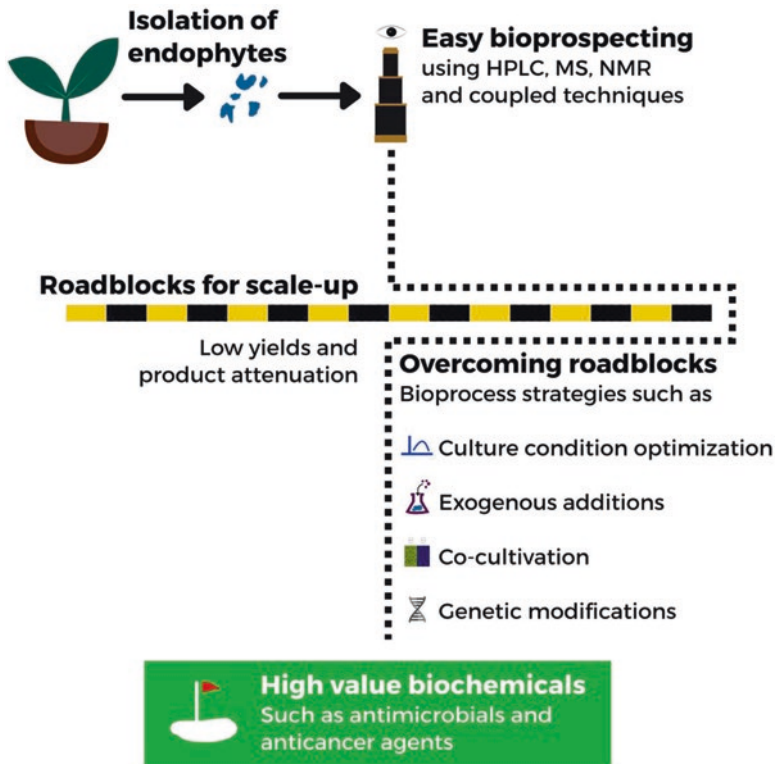 Isolation of
endophytes
Easy bioprospecting
using HPLC, MS, NMR
and coupled techniques
Roadblocks for scale-up
Low yields and
product attenuation
Overcoming roadblocks
Bioprocess strategies such as
Culture condition optimization
Exogenous additions
Co-cultivation
Genetic modifications
High value biochemicals
Such as antimicrobials and
anticancer agents